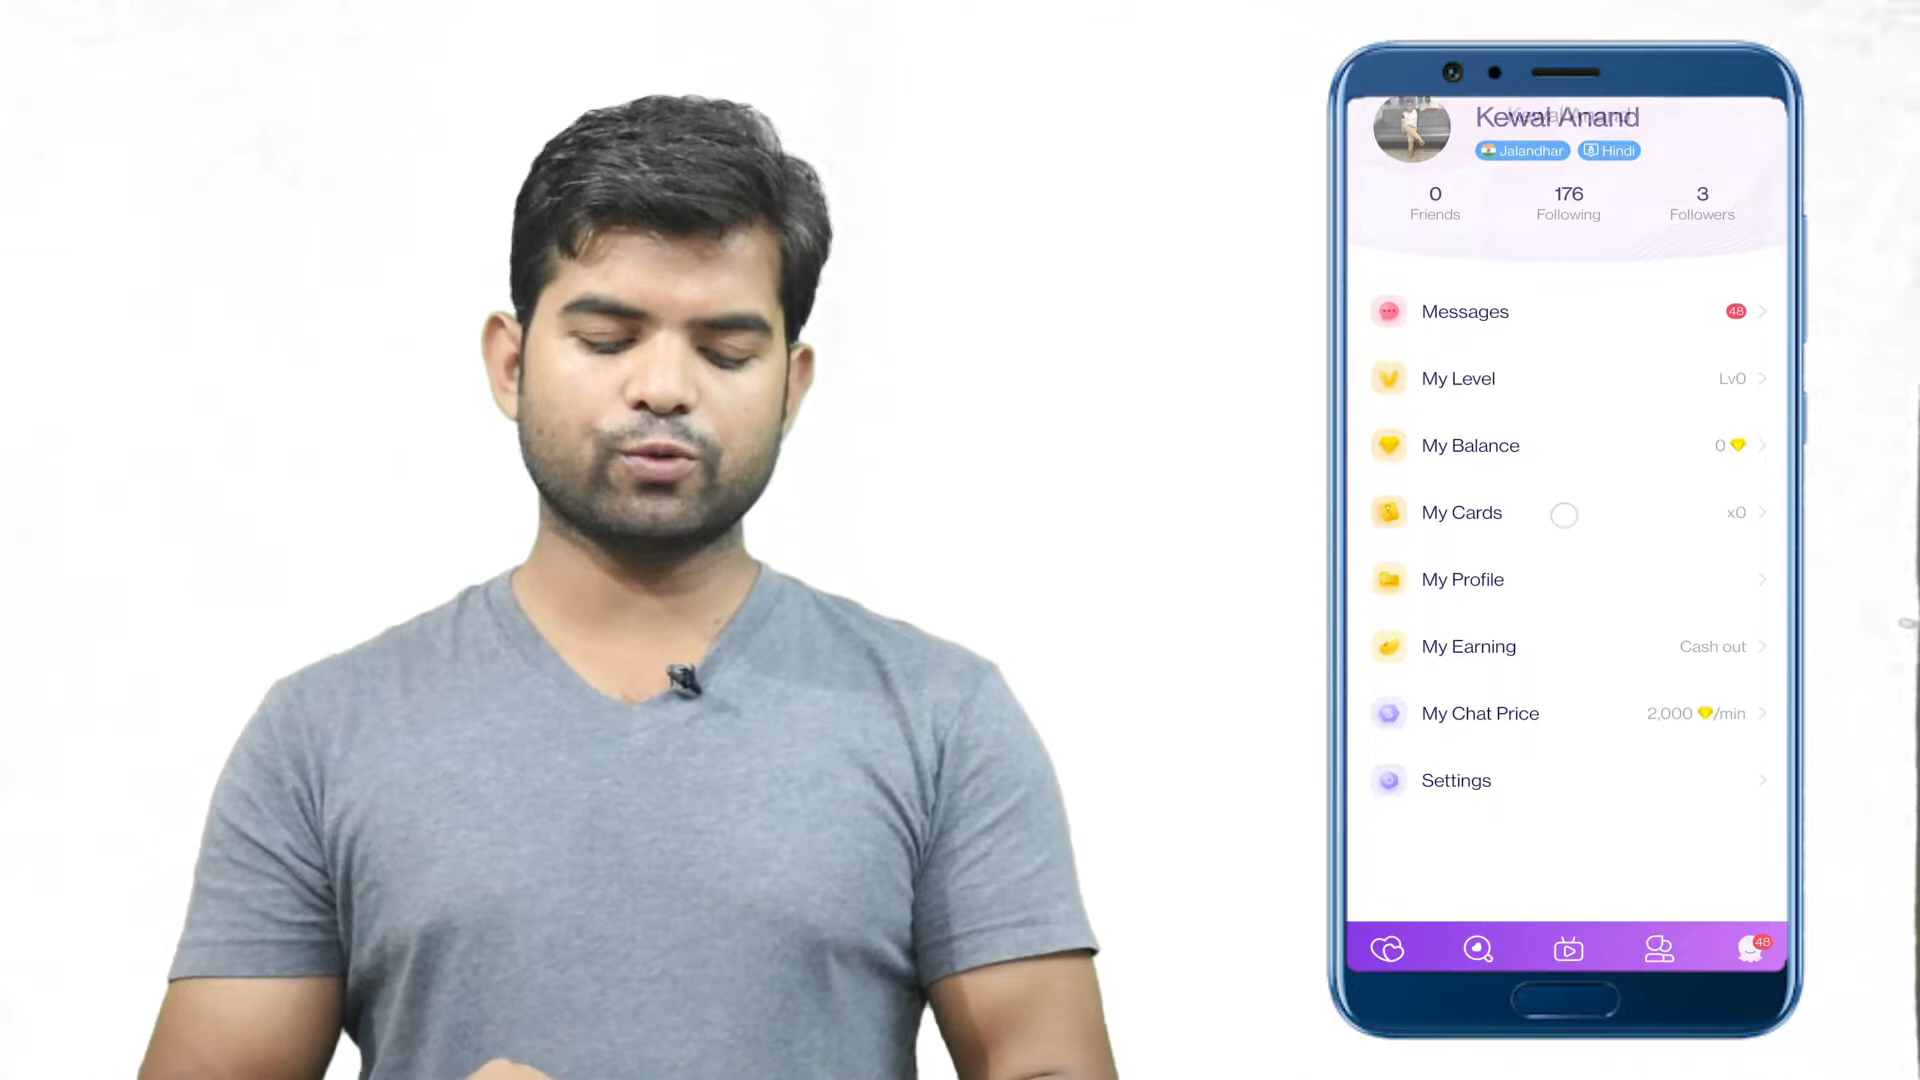 Kewal Anand
Jalandhar Hindi
0 176 3
Friends Following Followers
Messages 48
My Level Lv0
My Balance 0
My Cards x0
My Profile
My Earning Cash out
My Chat Price 2,000 /min
Settings
48